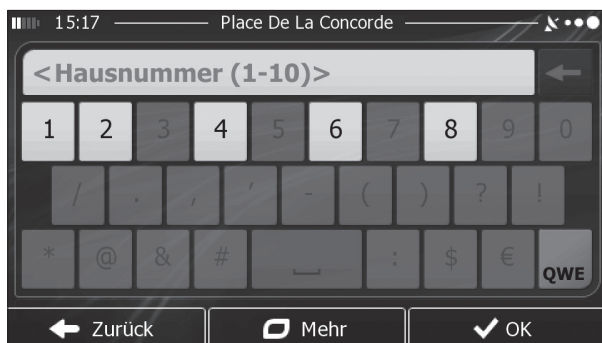 15:17 Place De La Concorde
<Hausnummer (1-10)>
1 2 3 4 5 6 7 8 9 0
/ . , ' - ( ) ? !
* @ & # : $ € QWE
Zurück Mehr OK